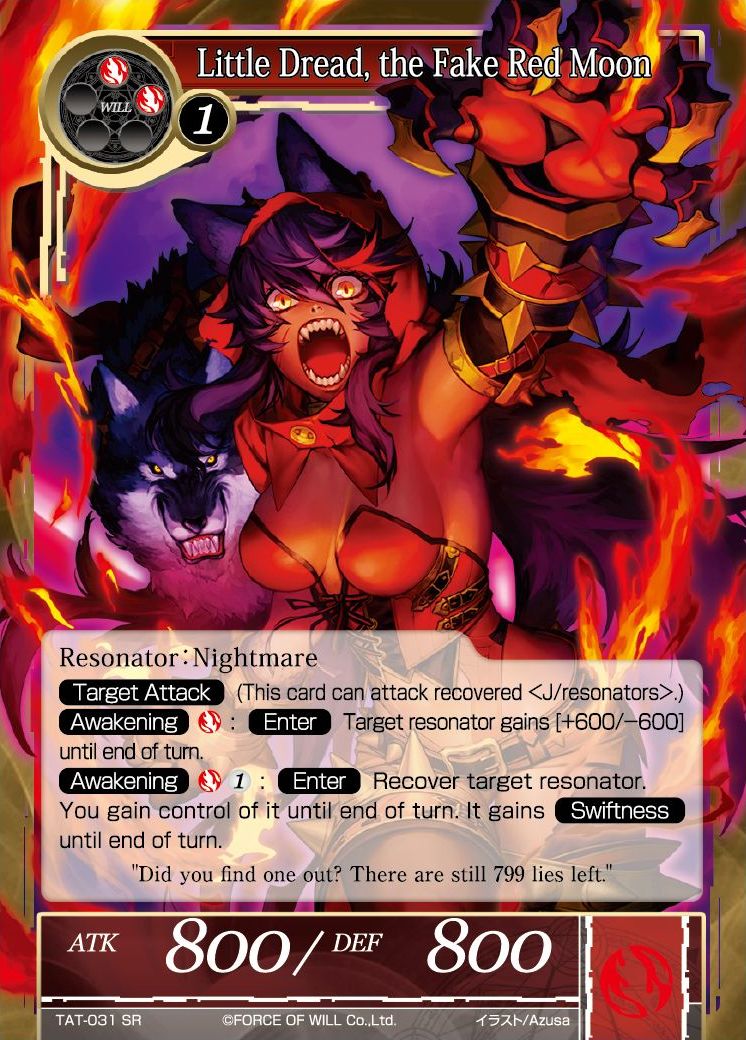 Little Dread, the Fake Red Moon
WILL
1
Resonator:Nightmare
Target Attack (This card can attack recovered <J/resonators>.)
Awakening : Enter Target resonator gains [+600/−600]
until end of turn.
Awakening 1 : Enter Recover target resonator.
You gain control of it until end of turn. It gains Swiftness
until end of turn.
"Did you find one out? There are still 799 lies left."
ATK 800/ DEF 800
TAT-031 SR ©FORCE OF WILL Co.,Ltd. イラスト/Azusa